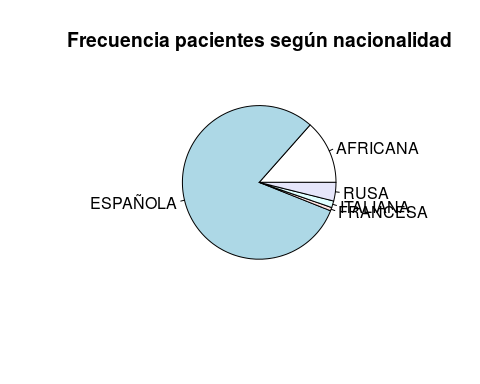 Frecuencia pacientes según nacionalidad
AFRICANA
ESPAÑOLA
RUSA
ITALIANA
FRANCESA